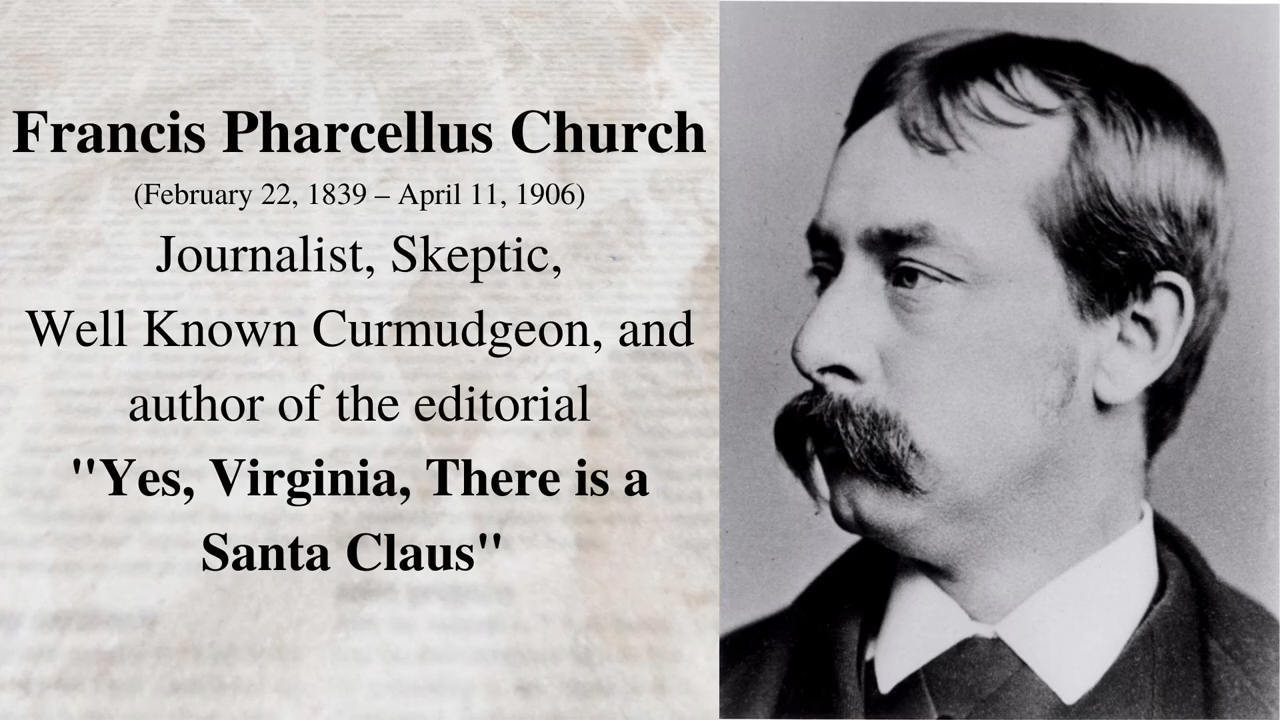 Francis Pharcellus Church
(February 22, 1839 – April 11, 1906)
Journalist, Skeptic,
Well Known Curmudgeon, and
author of the editorial
"Yes, Virginia, There is a
Santa Claus"